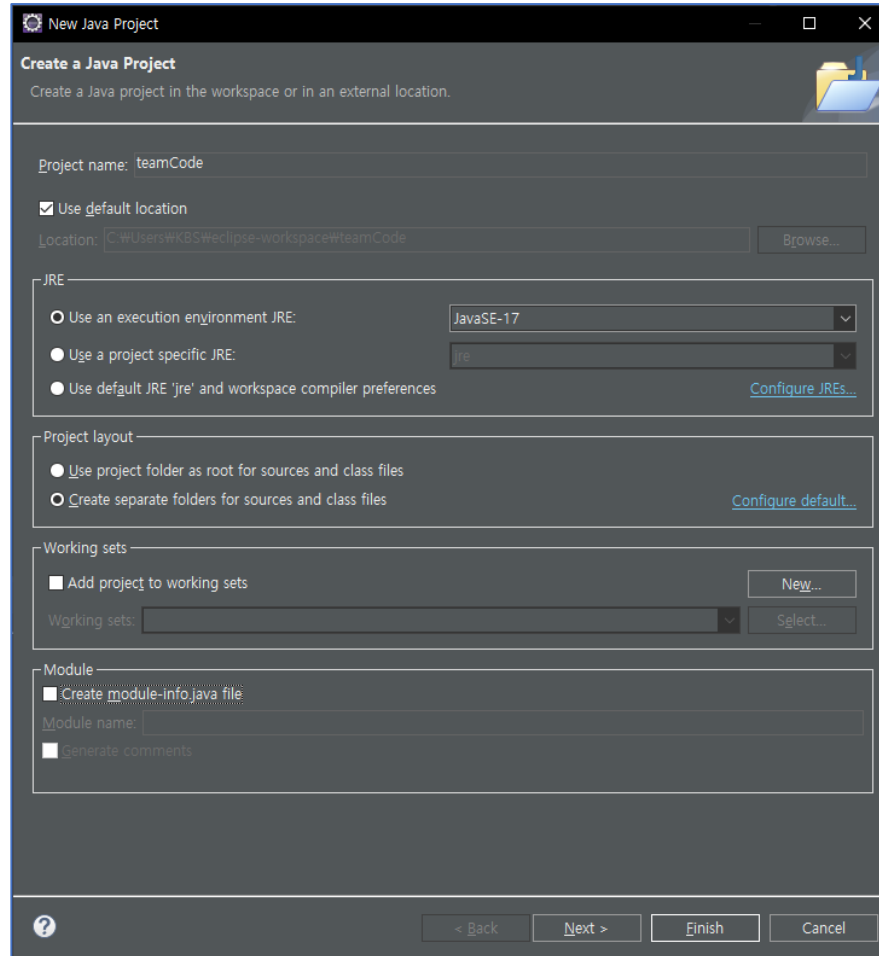 New Java Project
Create a Java Project
Create a Java project in the workspace or in an external location.
Project name: teamCode
Use default location
Location: C:₩Users₩KBS₩eclipse-workspace₩teamCode Browse...
JRE
Use an execution environment JRE: JavaSE-17
Use a project specific JRE: jre
Use default JRE 'jre' and workspace compiler preferences Configure JREs...
Project layout
Use project folder as root for sources and class files
Create separate folders for sources and class files Configure default...
Working sets
Add project to working sets New...
Working sets: Select...
Module
Create module-info.java file
Module name:
Generate comments
? < Back Next > Finish Cancel